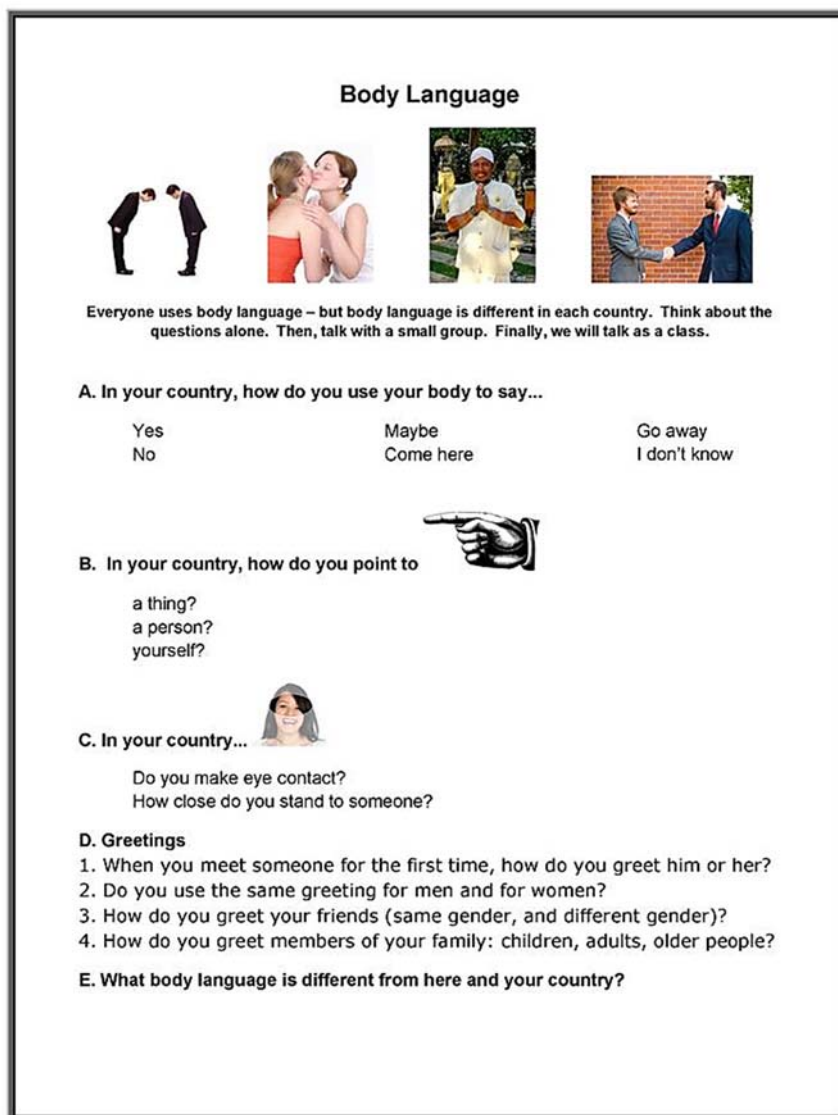 Body Language
Everyone uses body language – but body language is different in each country. Think about the
questions alone. Then, talk with a small group. Finally, we will talk as a class.
A. In your country, how do you use your body to say...
Yes Maybe Go away
No Come here I don't know
B. In your country, how do you point to
a thing?
a person?
yourself?
C. In your country...
Do you make eye contact?
How close do you stand to someone?
D. Greetings
1. When you meet someone for the first time, how do you greet him or her?
2. Do you use the same greeting for men and for women?
3. How do you greet your friends (same gender, and different gender)?
4. How do you greet members of your family: children, adults, older people?
E. What body language is different from here and your country?